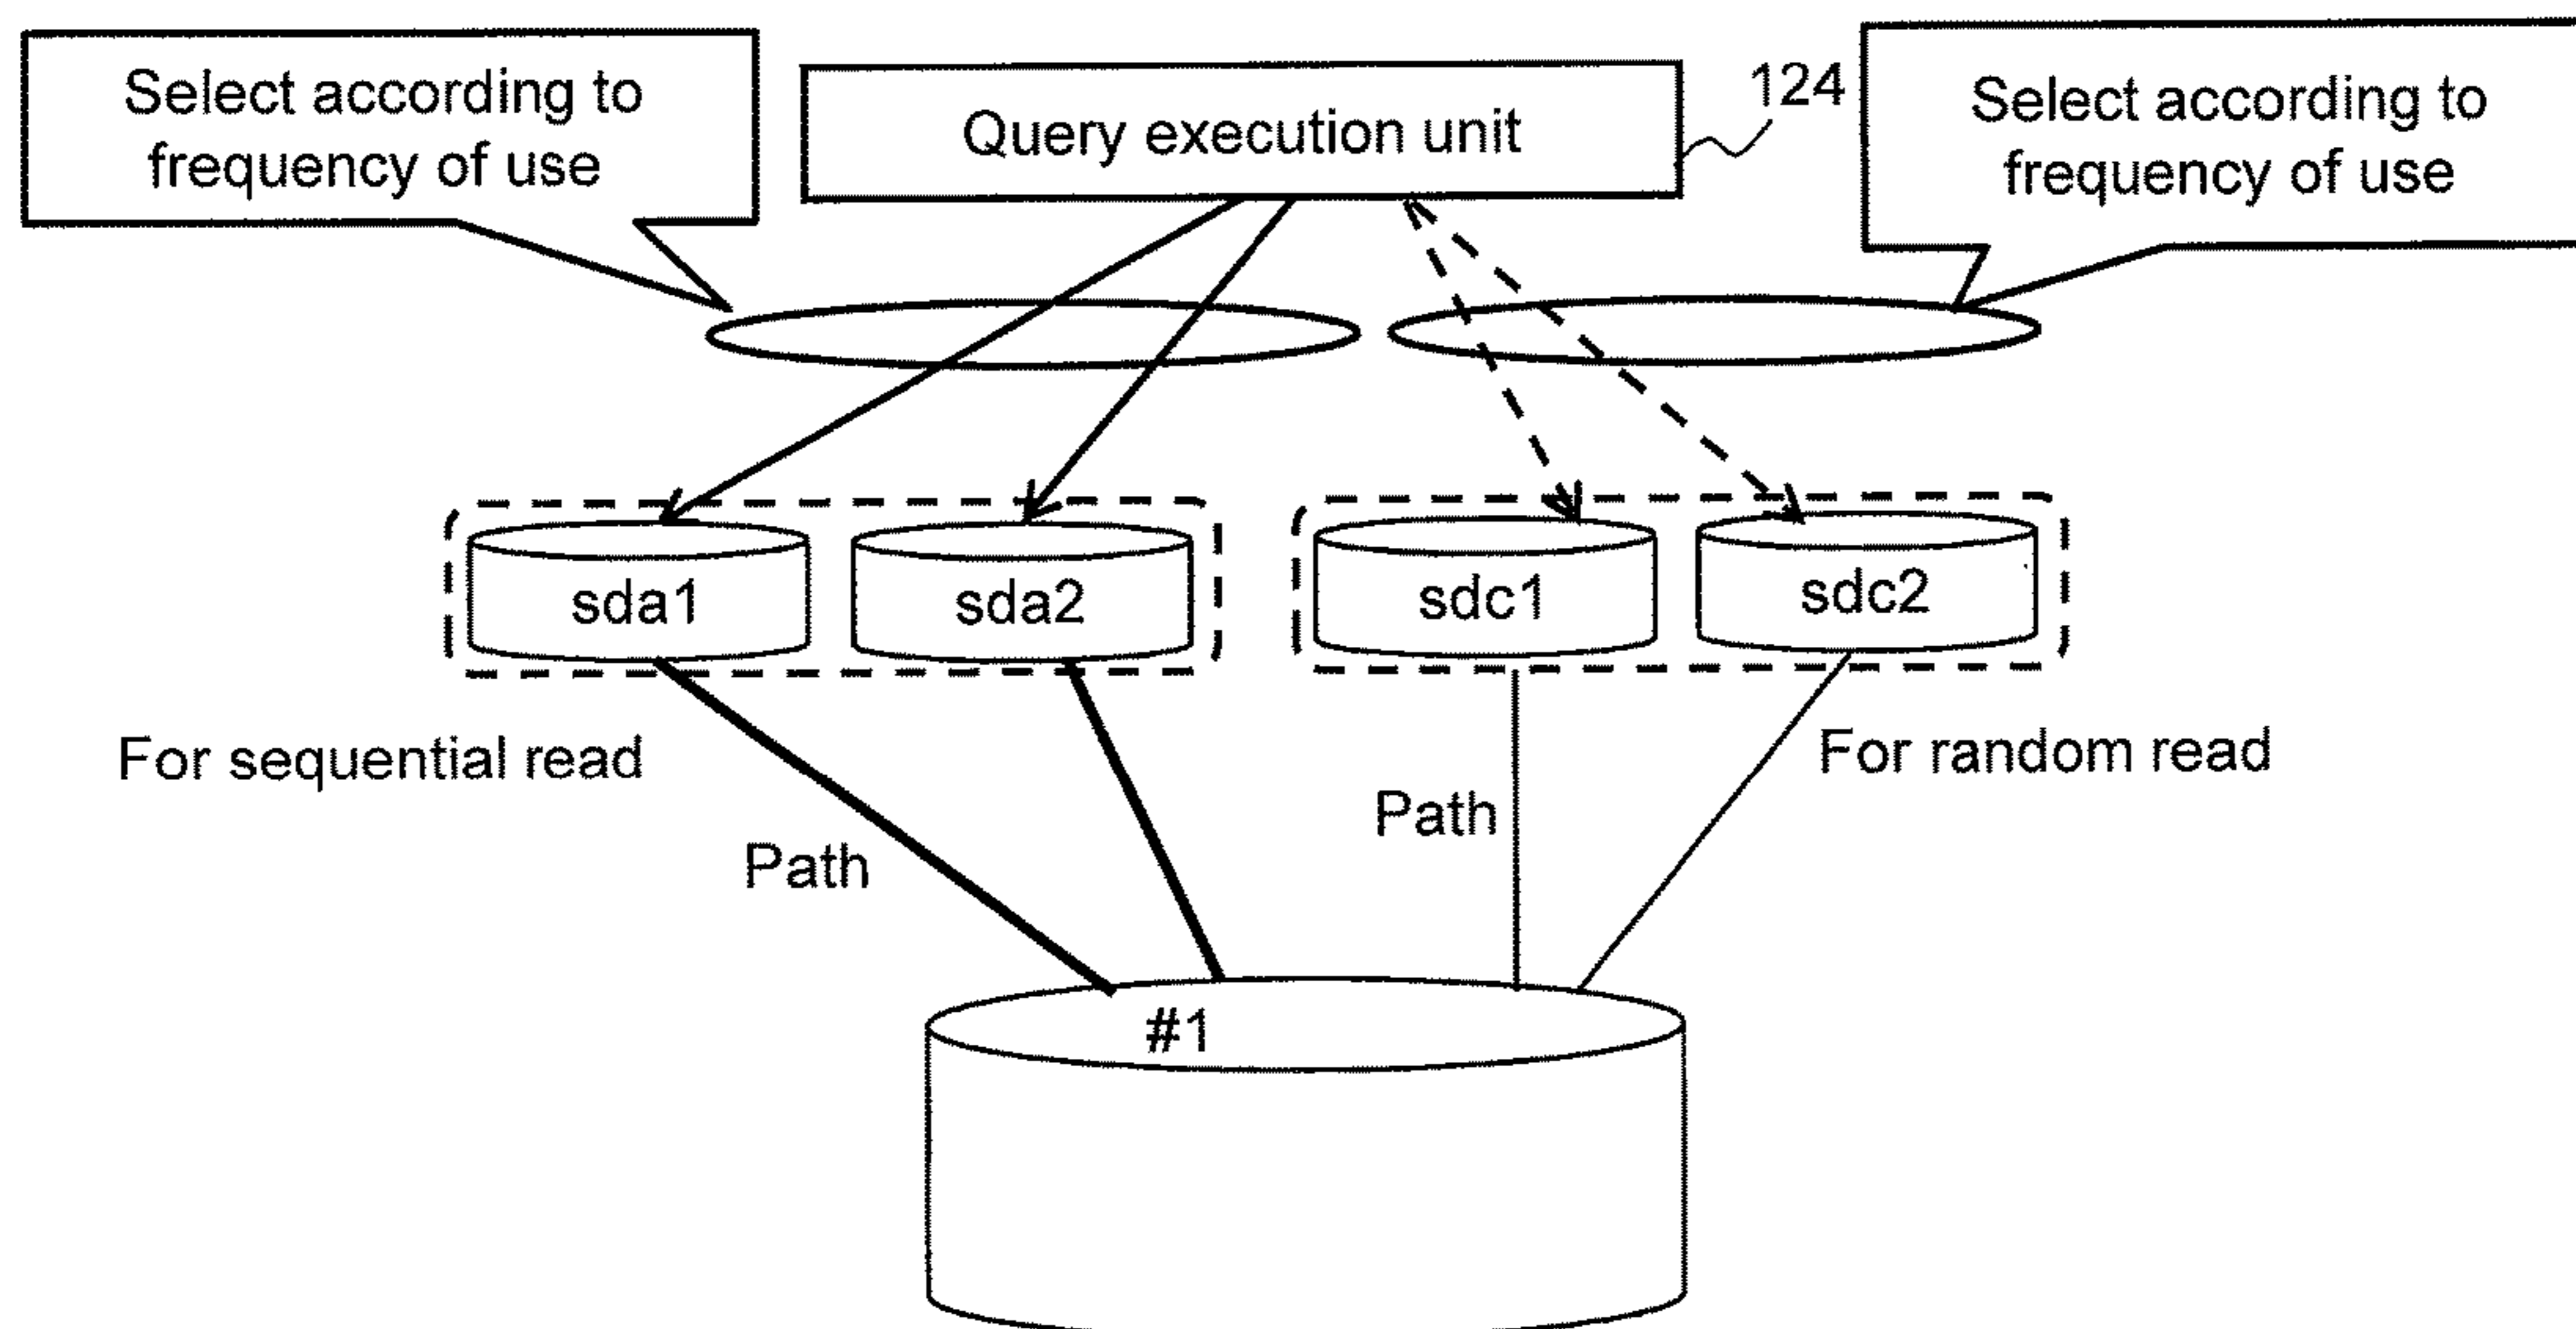 Select according to
frequency of use
Query execution unit
124
Select according to
frequency of use
sda1
sda2
sdc1
sdc2
For sequential read
For random read
Path
Path
#1